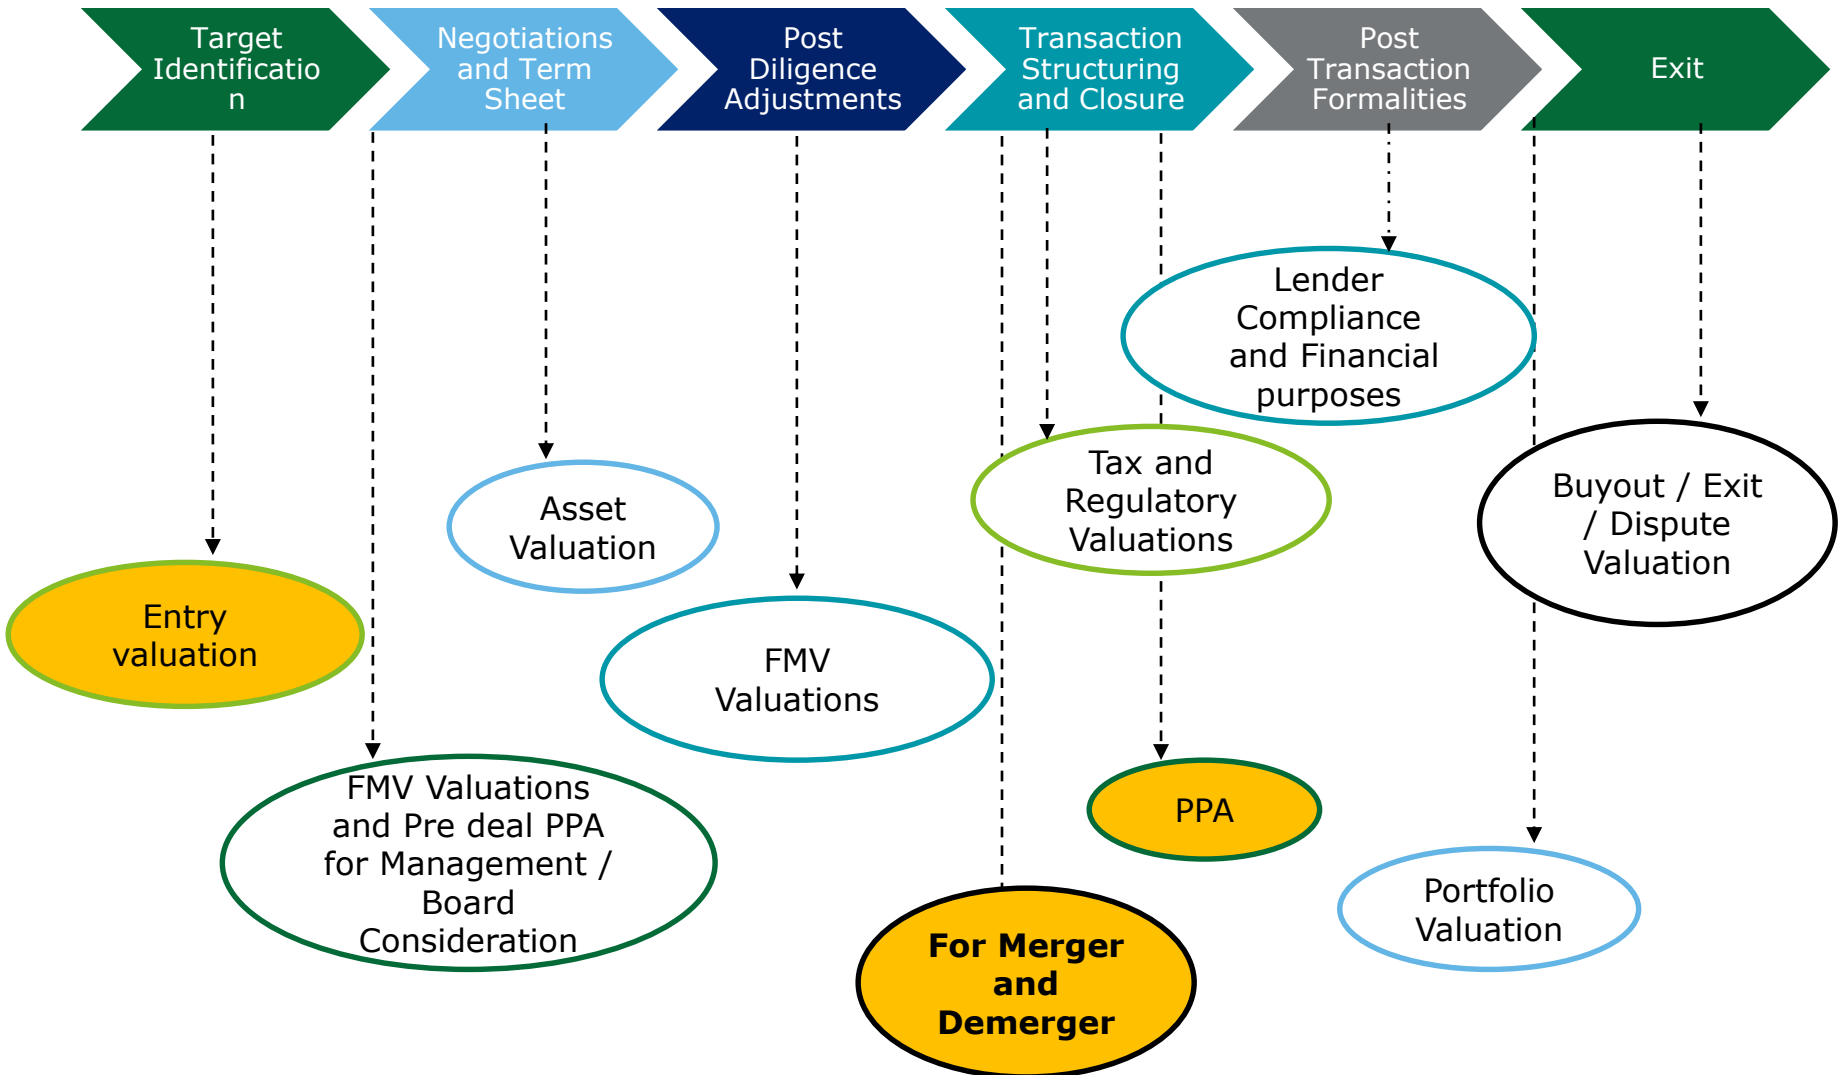 Target
Identificatio
n
Negotiations
and Term
Sheet
Post
Diligence
Adjustments
Transaction
Structuring
and Closure
Post
Transaction
Formalities
Exit
Lender
Compliance
and Financial
purposes
Tax and
Regulatory
Valuations
Buyout / Exit
/ Dispute
Valuation
Asset
Valuation
Entry
valuation
FMV
Valuations
FMV Valuations
and Pre deal PPA
for Management /
Board
Consideration
PPA
Portfolio
Valuation
For Merger
and
Demerger